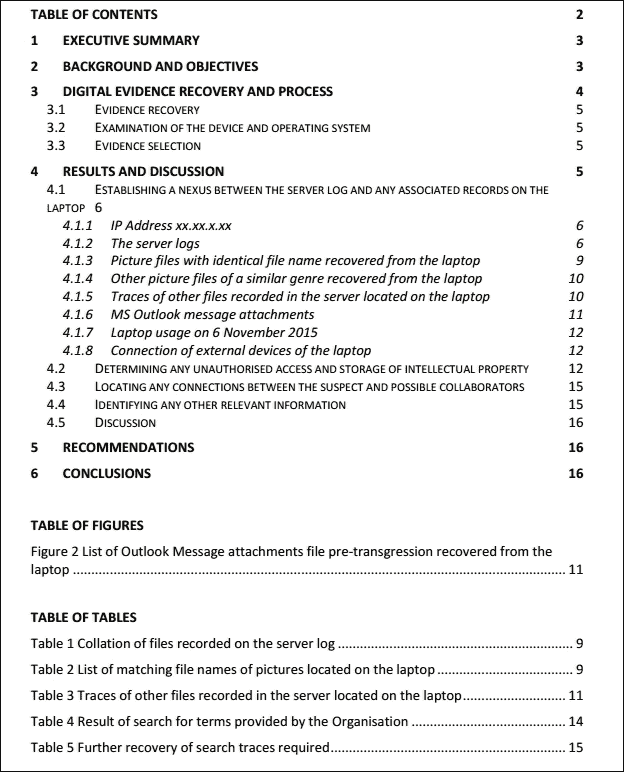 TABLE OF CONTENTS 2
1 EXECUTIVE SUMMARY 3
2 BACKGROUND AND OBJECTIVES 3
3 DIGITAL EVIDENCE RECOVERY AND PROCESS 4
3.1 EVIDENCE RECOVERY 5
3.2 EXAMINATION OF THE DEVICE AND OPERATING SYSTEM 5
3.3 EVIDENCE SELECTION 5
4 RESULTS AND DISCUSSION 5
4.1 ESTABLISHING A NEXUS BETWEEN THE SERVER LOG AND ANY ASSOCIATED RECORDS ON THE
LAPTOP 6
4.1.1 IP Address xx.xx.x.xx 6
4.1.2 The server logs 6
4.1.3 Picture files with identical file name recovered from the laptop 9
4.1.4 Other picture files of a similar genre recovered from the laptop 10
4.1.5 Traces of other files recorded in the server located on the laptop 10
4.1.6 MS Outlook message attachments 11
4.1.7 Laptop usage on 6 November 2015 12
4.1.8 Connection of external devices of the laptop 12
4.2 DETERMINING ANY UNAUTHORISED ACCESS AND STORAGE OF INTELLECTUAL PROPERTY 12
4.3 LOCATING ANY CONNECTIONS BETWEEN THE SUSPECT AND POSSIBLE COLLABORATORS 15
4.4 IDENTIFYING ANY OTHER RELEVANT INFORMATION 15
4.5 DISCUSSION 16
5 RECOMMENDATIONS 16
6 CONCLUSIONS 16
TABLE OF FIGURES
Figure 2 List of Outlook Message attachments file pre-transgression recovered from the
laptop ........ 11
TABLE OF TABLES
Table 1 Collation of files recorded on the server log ........ 9
Table 2 List of matching file names of pictures located on the laptop ........ 9
Table 3 Traces of other files recorded in the server located on the laptop ........ 11
Table 4 Result of search for terms provided by the Organisation ........ 14
Table 5 Further recovery of search traces required ........ 15